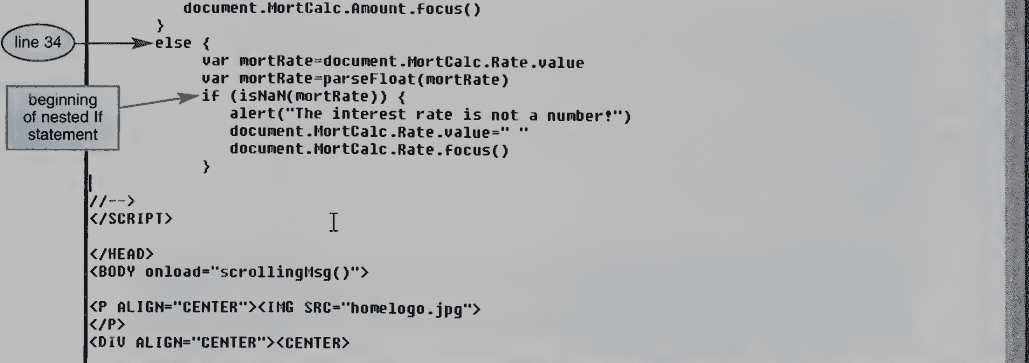 document.MortCalc.Amount.focus()
}
line 34
else {
var mortRate=document.MortCalc.Rate.value
var mortRate=parseFloat(mortRate)
beginning
of nested If
statement
if (isNaN(mortRate)) {
alert("The interest rate is not a number!")
document.MortCalc.Rate.value=" "
document.MortCalc.Rate.focus()
}
//-->
</SCRIPT>
</HEAD>
<BODY onload="scrollingMsg()">
<P ALIGN="CENTER"><IMG SRC="homelogo.jpg">
</P>
<DIV ALIGN="CENTER"><CENTER>